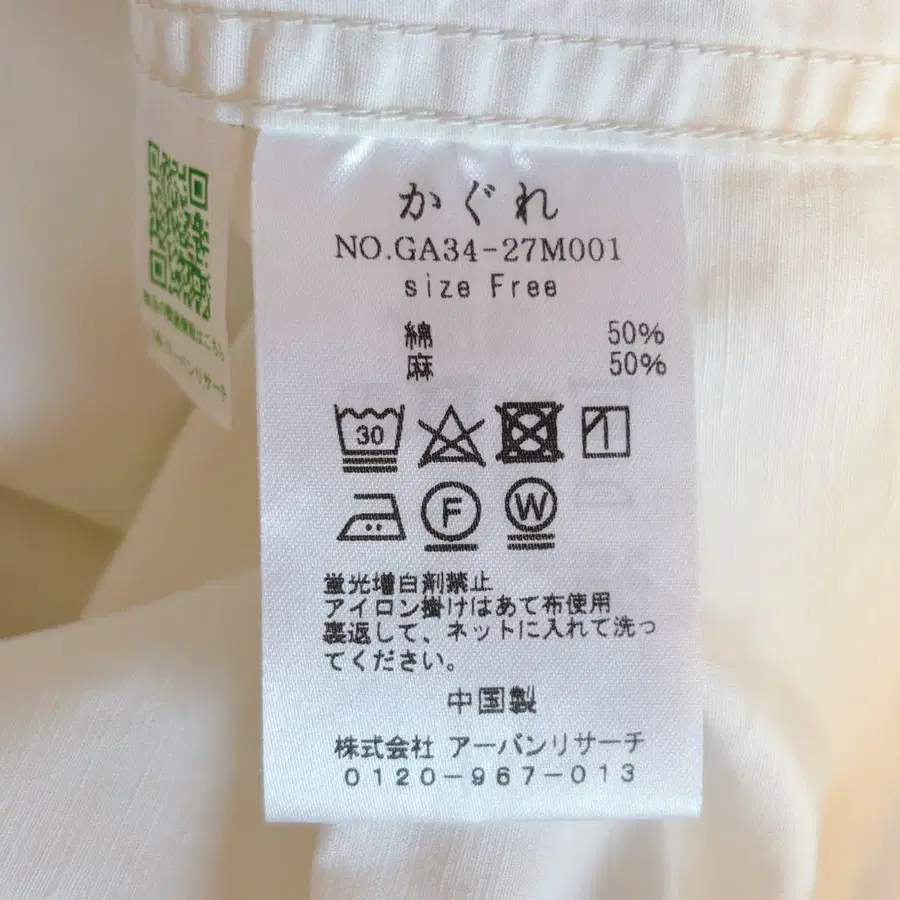 かぐれ
NO.GA34-27M001
size Free
綿 50%
麻 50%
30
F W
蛍光増白剤禁止
アイロン掛けはあて布使用
裏返して、ネットに入れて洗っ
てください。
中国製
株式会社 アーバンリサーチ
0120-967-013